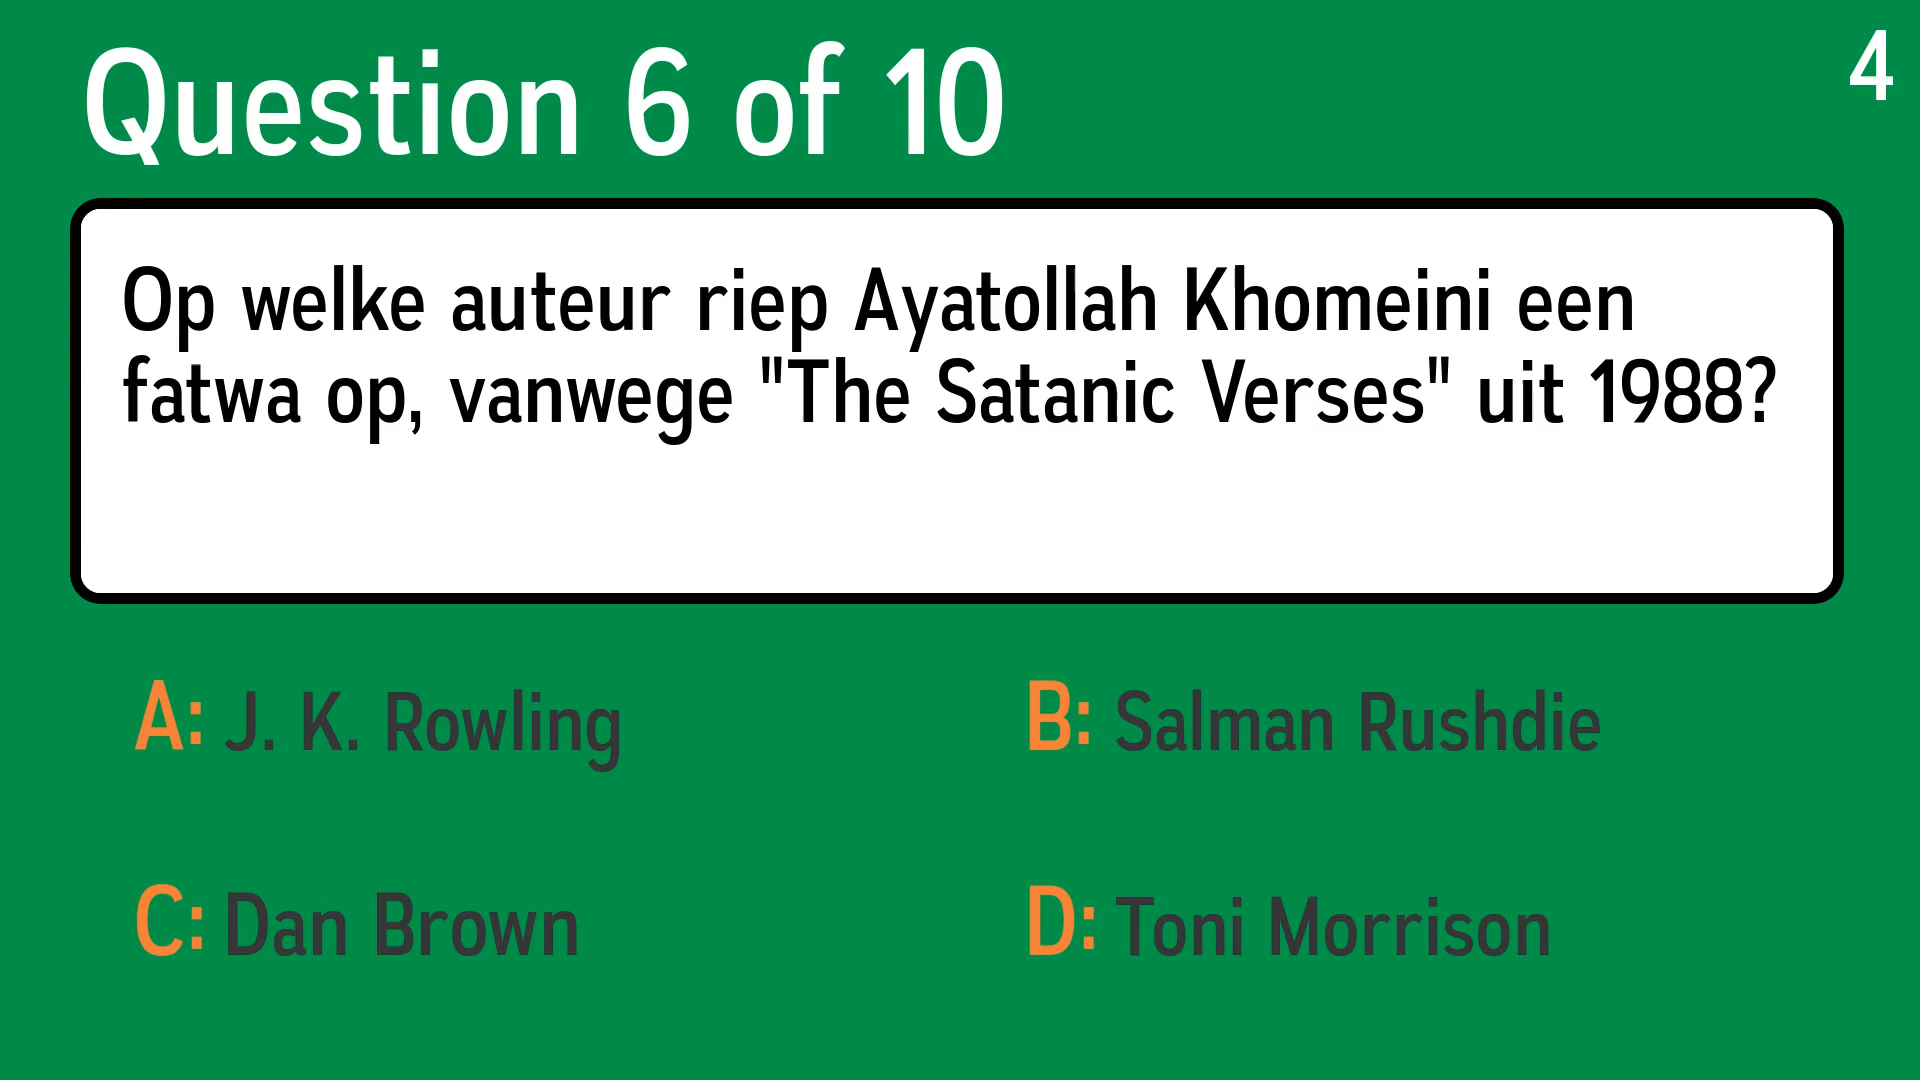 Question 6 of 10
4
Op welke auteur riep Ayatollah Khomeini een
fatwa op, vanwege "The Satanic Verses" uit 1988?
A: J. K. Rowling
B: Salman Rushdie
C: Dan Brown
D: Toni Morrison